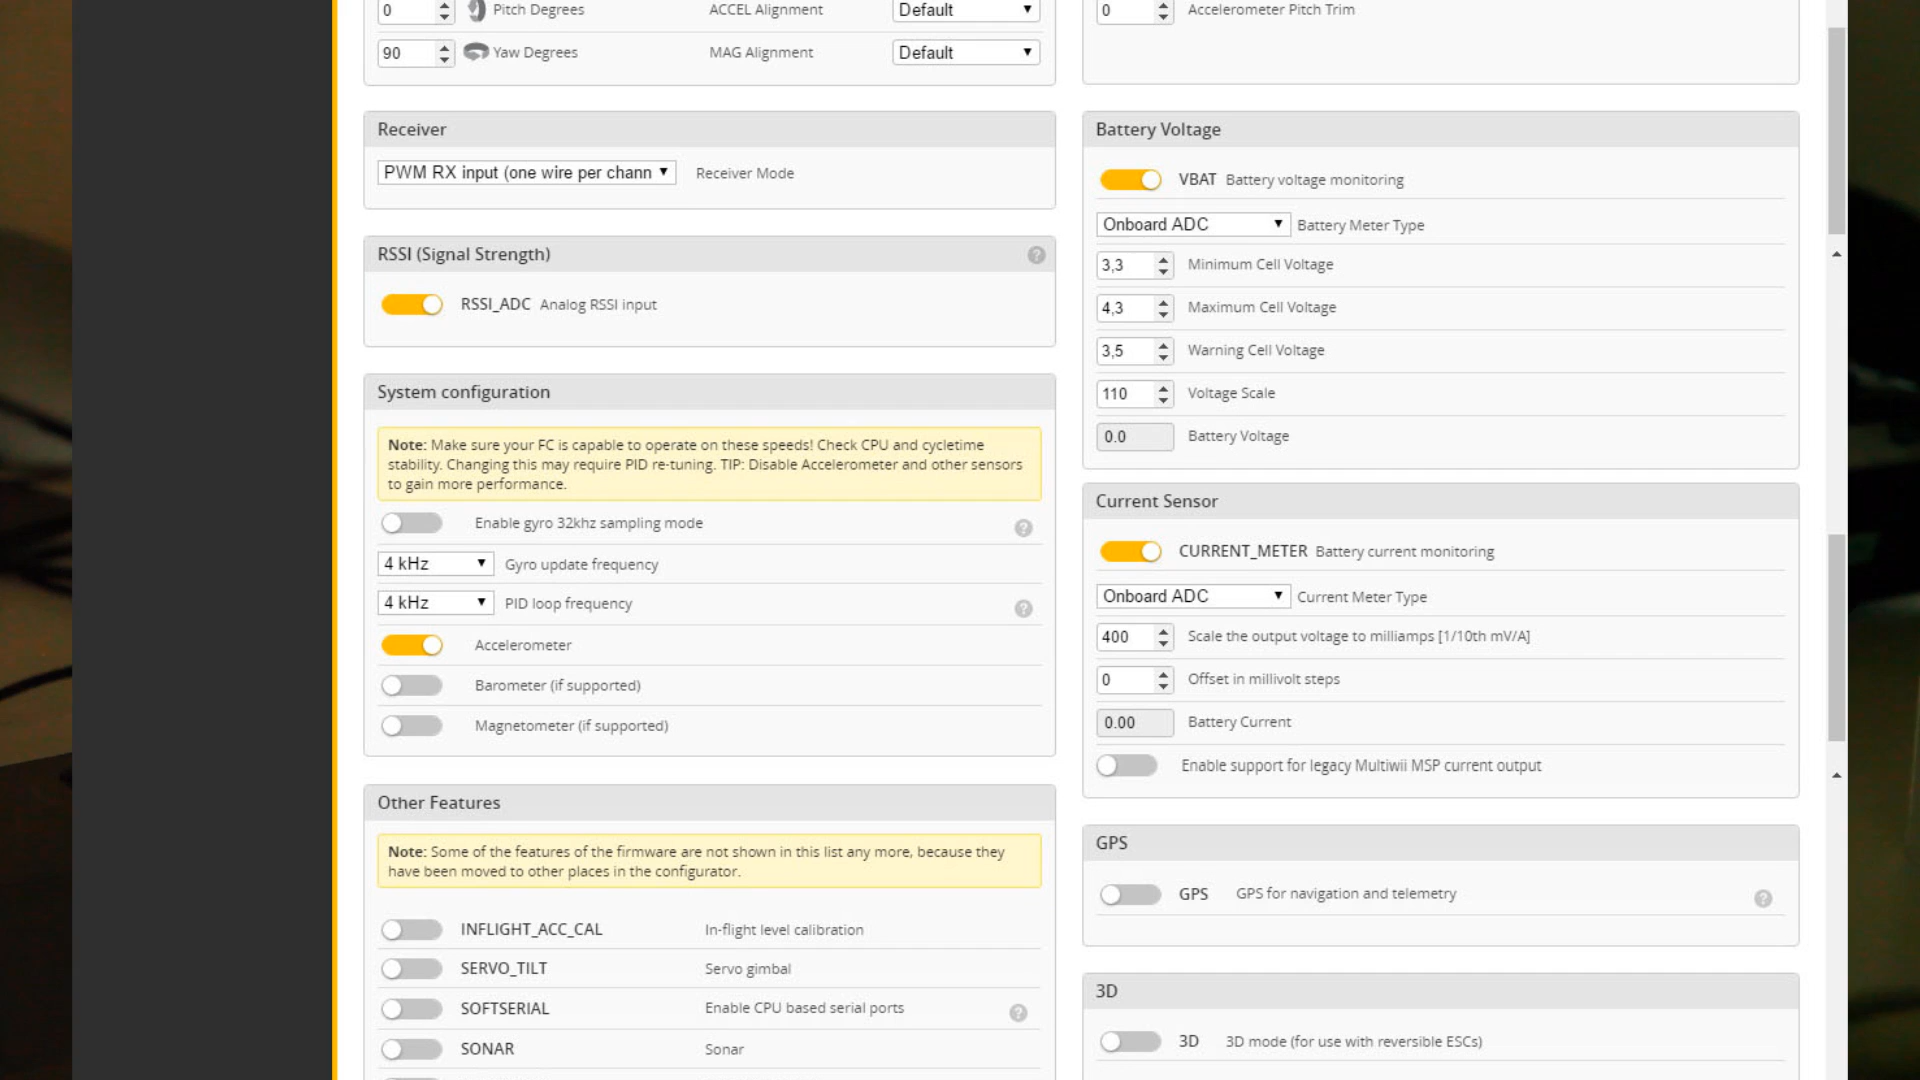 0 Pitch Degrees ACCEL Alignment Default
90 Yaw Degrees MAG Alignment Default
Receiver
PWM RX input (one wire per chann Receiver Mode
RSSI (Signal Strength)
RSSI_ADC Analog RSSI input
System configuration
Note: Make sure your FC is capable to operate on these speeds! Check CPU and cycletime
stability. Changing this may require PID re-tuning. TIP: Disable Accelerometer and other sensors
to gain more performance.
Enable gyro 32khz sampling mode
4 kHz Gyro update frequency
4 kHz PID loop frequency
Accelerometer
Barometer (if supported)
Magnetometer (if supported)
Other Features
Note: Some of the features of the firmware are not shown in this list any more, because they
have been moved to other places in the configurator.
INFLIGHT_ACC_CAL In-flight level calibration
SERVO_TILT Servo gimbal
SOFTSERIAL Enable CPU based serial ports
SONAR Sonar
0 Accelerometer Pitch Trim
Battery Voltage
VBAT Battery voltage monitoring
Onboard ADC Battery Meter Type
3,3 Minimum Cell Voltage
4,3 Maximum Cell Voltage
3,5 Warning Cell Voltage
110 Voltage Scale
0.0 Battery Voltage
Current Sensor
CURRENT_METER Battery current monitoring
Onboard ADC Current Meter Type
400 Scale the output voltage to milliamps [1/10th mV/A]
0 Offset in millivolt steps
0.00 Battery Current
Enable support for legacy Multiwii MSP current output
GPS
GPS GPS for navigation and telemetry
3D
3D 3D mode (for use with reversible ESCs)